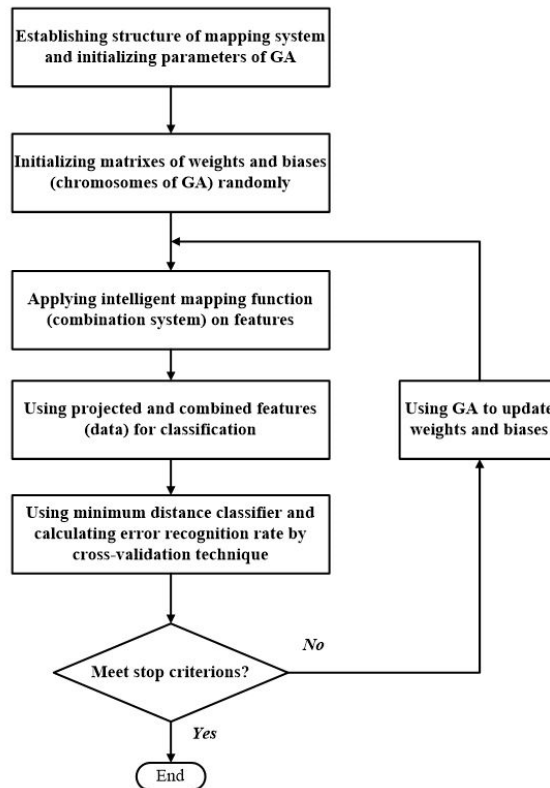 Establishing structure of mapping system
and initializing parameters of GA
Initializing matrixes of weights and biases
(chromosomes of GA) randomly
Applying intelligent mapping function
(combination system) on features
Using projected and combined features
(data) for classification
Using GA to update
weights and biases
Using minimum distance classifier and
calculating error recognition rate by
cross-validation technique
Meet stop criterions?
No
Yes
End